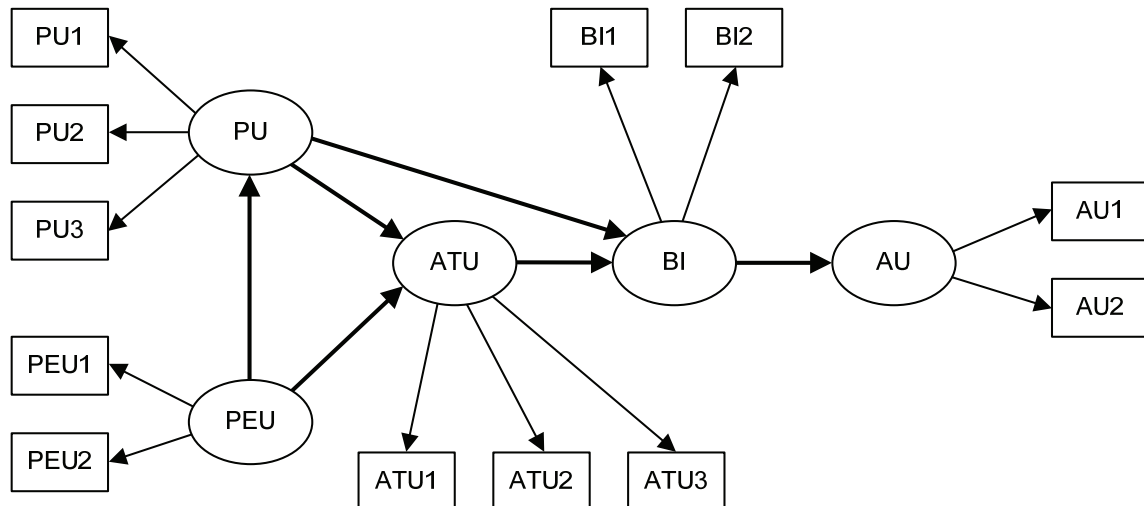 PU1
BI1
BI2
PU2
PU
PU3
AU1
ATU
BI
AU
AU2
PEU1
PEU
PEU2
ATU1
ATU2
ATU3